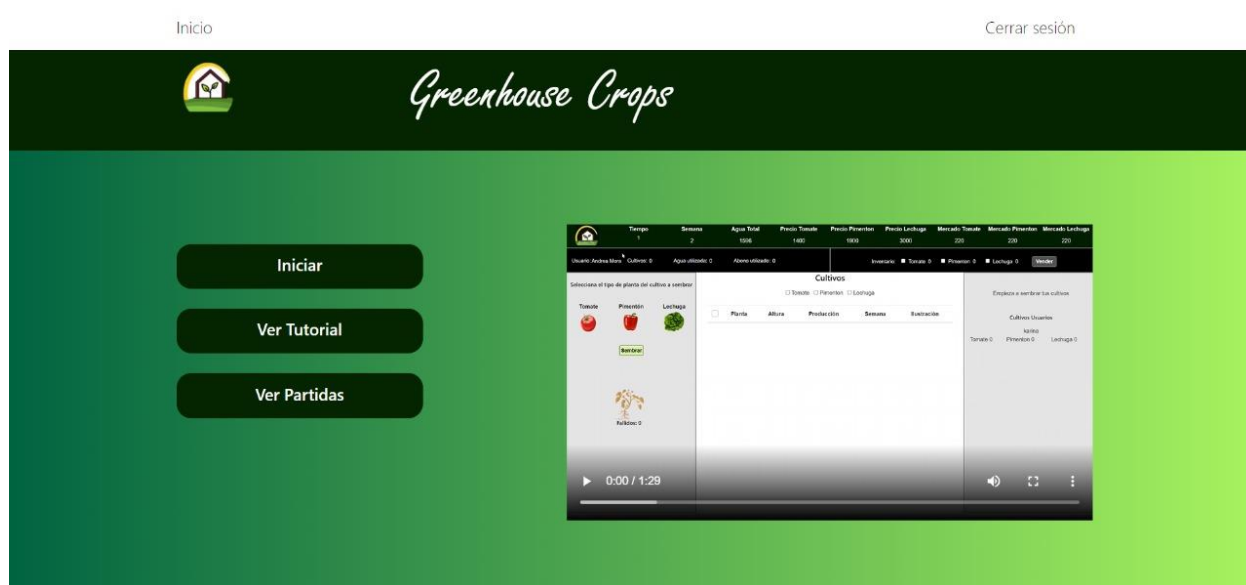 Inicio
Cerrar sesión
Greenhouse Crops
Iniciar
Ver Tutorial
Ver Partidas
Tiempo Semana Agua Total Precio Tomate Precio Pimenton Precio Lechuga Mercado Tomate Mercado Pimenton Mercado Lechuga
1 2 1506 1400 1800 3000 220 220 220
Usuario: Andrea Cultivos: 0 Agua utilizada: 0 Abono utilizado: 0 Inventario: Tomate 0 Pimenton 0 Lechuga 0 Vender
Selecciona el tipo de planta del cultivo a sembrar
Tomate Pimentón Lechuga
Sembrar
Fallidos: 0
Cultivos
Tomate Pimenton Lechuga
Planta Altura Producción Semana Ilustración
Empieza a sembrar tus cultivos
Cultivos Usuarios
karina
Tomate 0 Pimenton 0 Lechuga 0
0:00 / 1:29